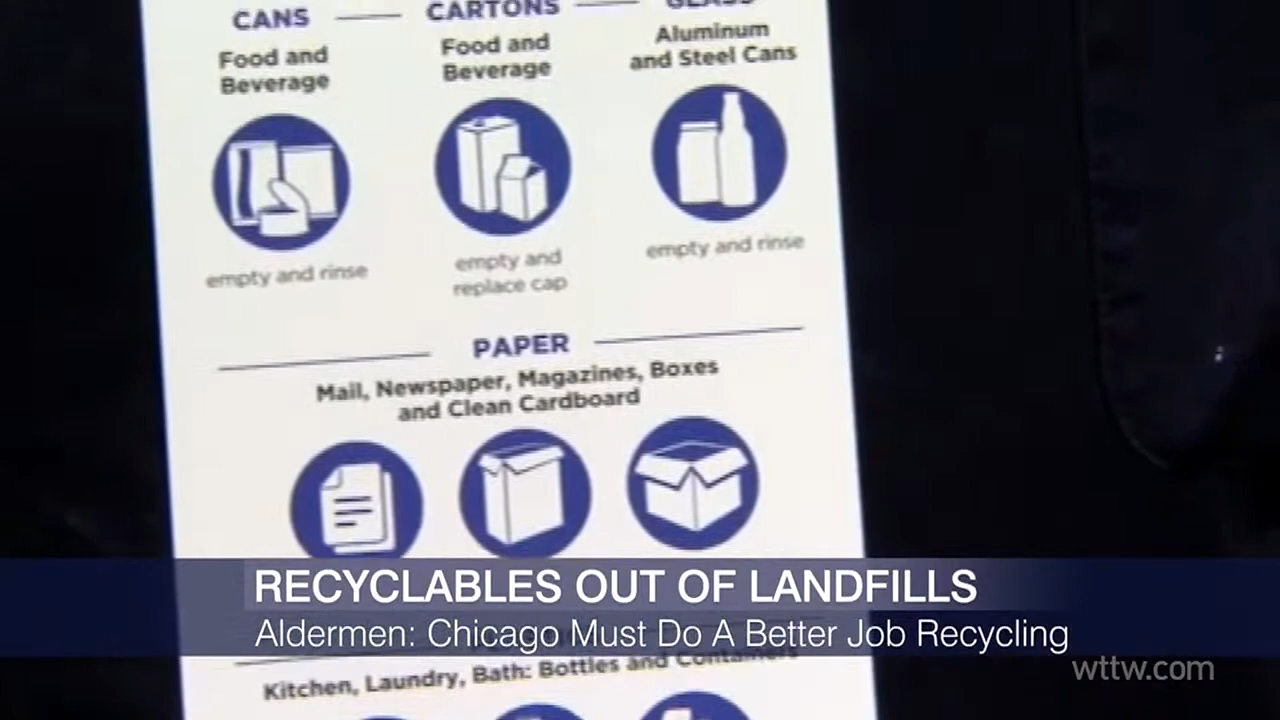 CANS
CARTONS
GLASS
Food and
Beverage
Food and
Beverage
Aluminum
and Steel Cans
empty and rinse
empty and
replace cap
empty and rinse
PAPER
Mail, Newspaper, Magazines, Boxes
and Clean Cardboard
RECYCLABLES OUT OF LANDFILLS
Aldermen: Chicago Must Do A Better Job Recycling
Kitchen, Laundry, Bath: Bottles and Containers
wttw.com